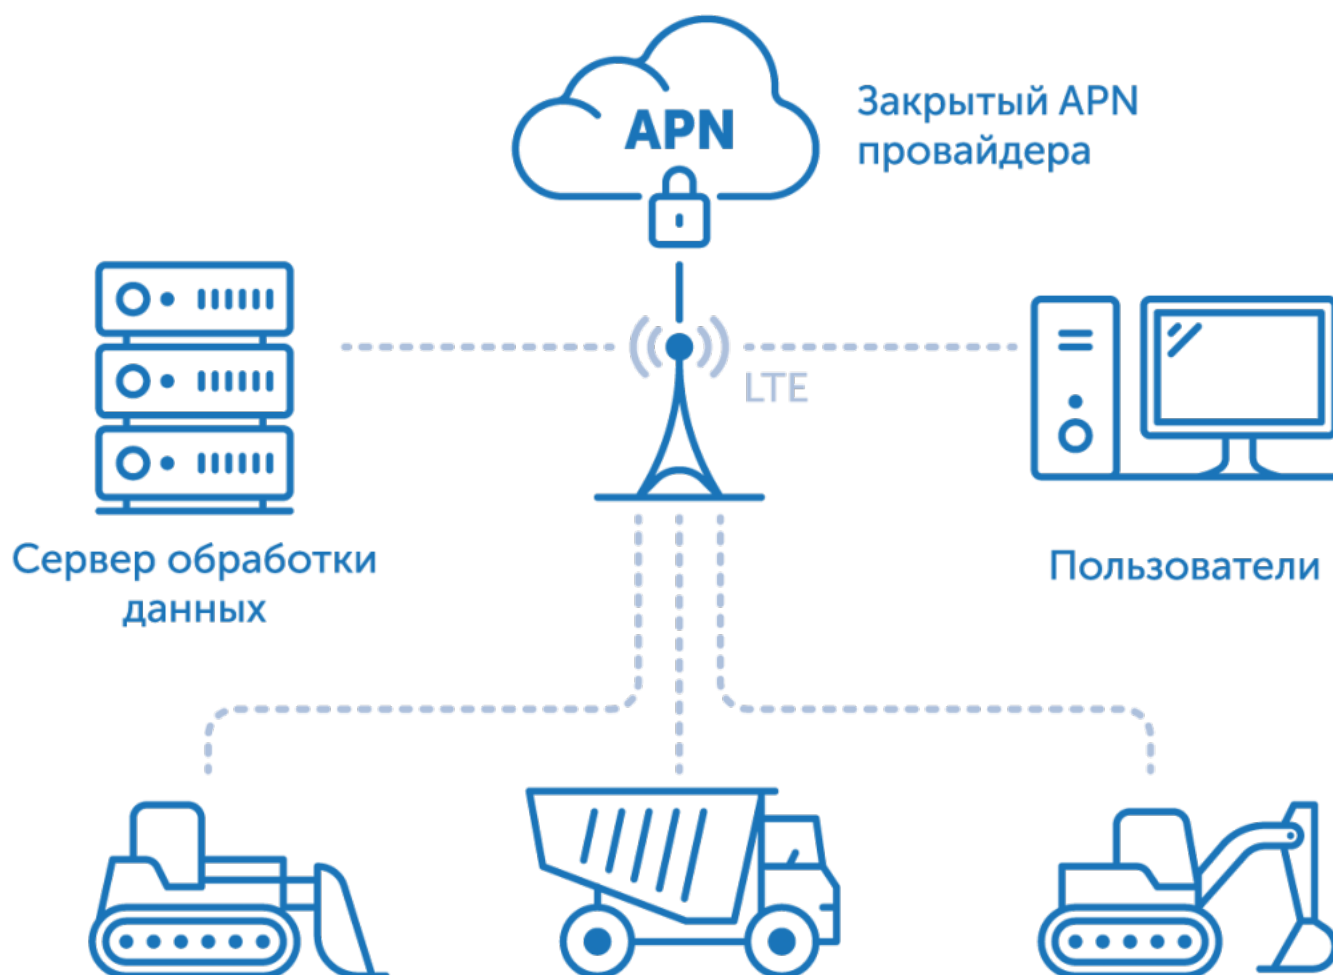 APN
Закрытый APN
провайдера
LTE
Сервер обработки
данных
Пользователи